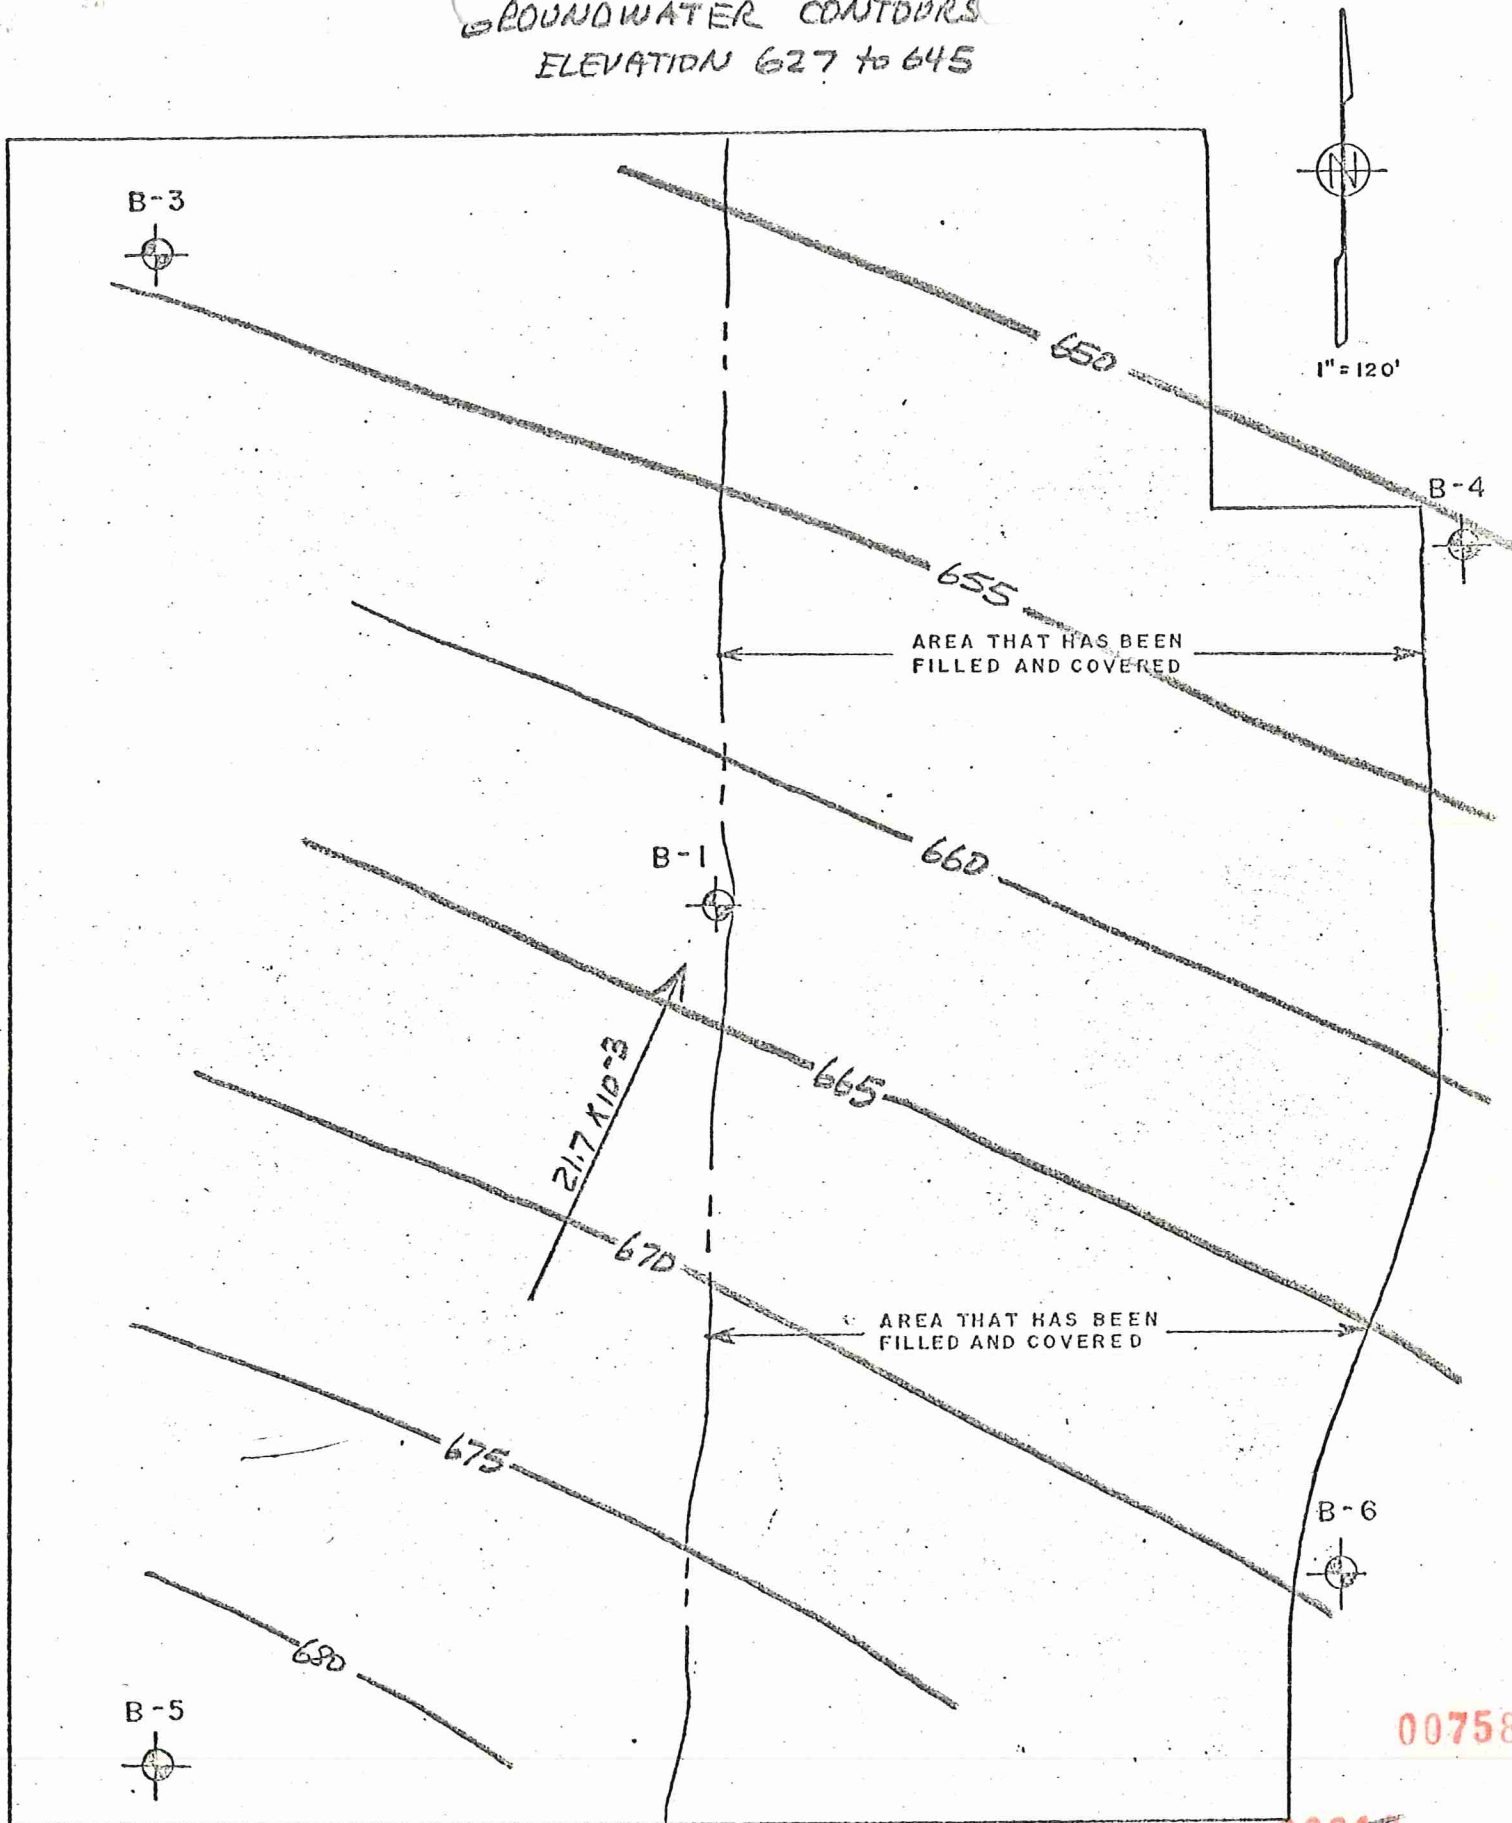 GROUNDWATER CONTOURS
ELEVATION 627 to 645
N
1"=120'
B-3
650
B-4
655
AREA THAT HAS BEEN
FILLED AND COVERED
660
B-1
665
21.7 X 10-3
670
AREA THAT HAS BEEN
FILLED AND COVERED
675
B-6
680
B-5
00758